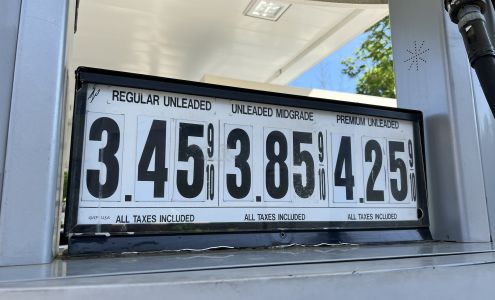 REGULAR UNLEADED
3.45 9/10
ALL TAXES INCLUDED
UNLEADED MIDGRADE
3.85 9/10
ALL TAXES INCLUDED
PREMIUM UNLEADED
4.25 9/10
ALL TAXES INCLUDED